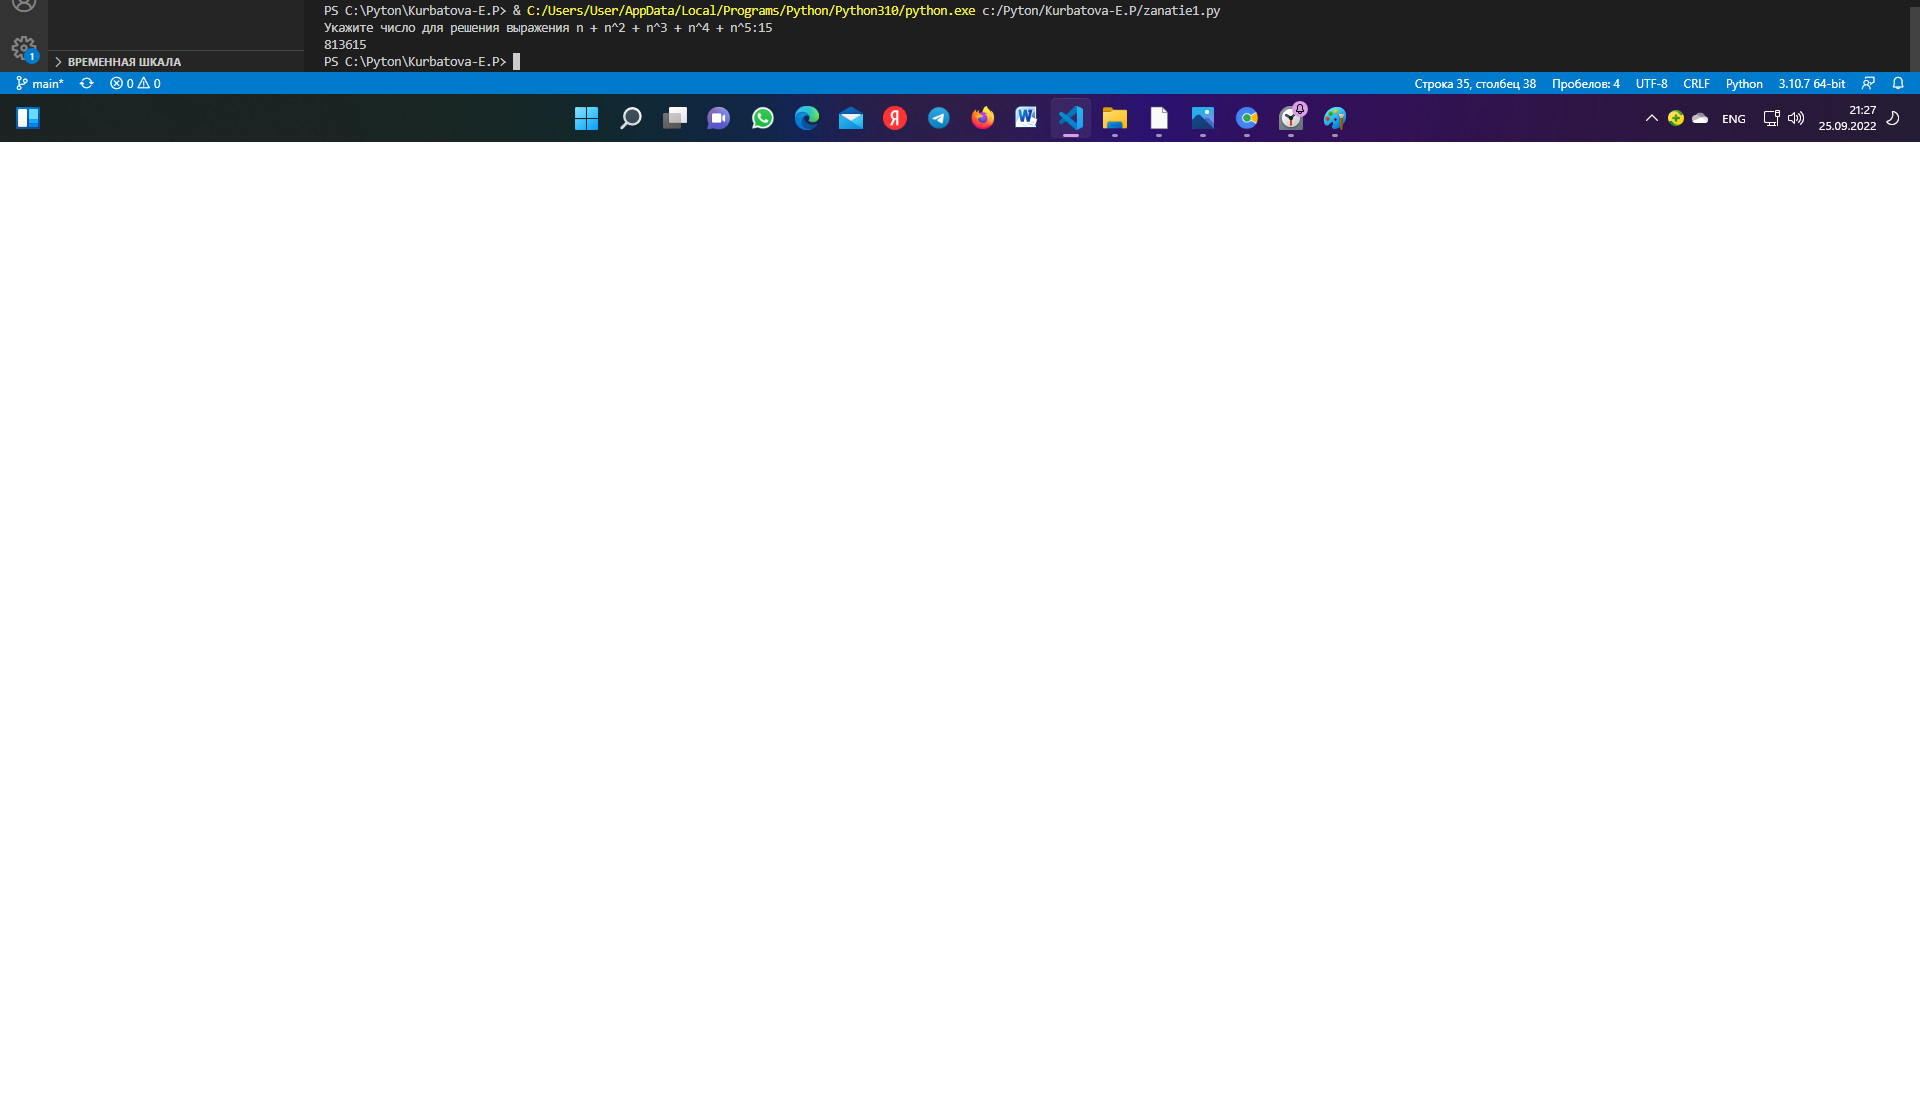 PS C:\Pyton\Kurbatova-E.P> & C:/Users/User/AppData/Local/Programs/Python/Python310/python.exe c:/Pyton/Kurbatova-E.P/zanatie1.py
Укажите число для решения выражения n + n^2 + n^3 + n^4 + n^5:15
813615
PS C:\Pyton\Kurbatova-E.P>
1
ВРЕМЕННАЯ ШКАЛА
main* 0 0 Строка 35, столбец 38 Пробелов: 4 UTF-8 CRLF Python 3.10.7 64-bit
Я W ENG 21:27
25.09.2022